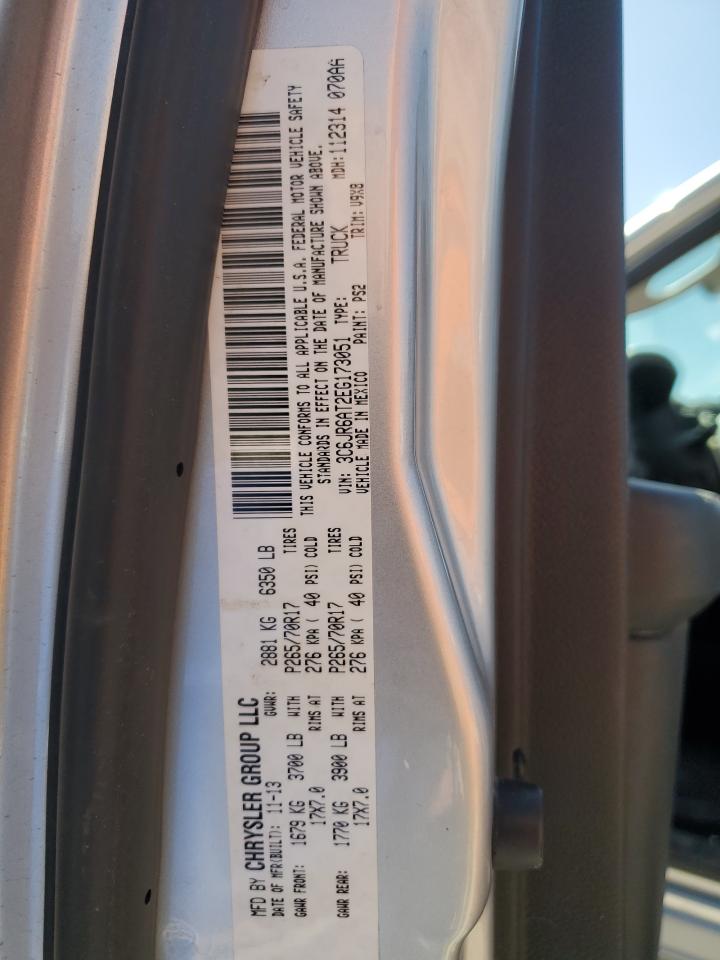 MFD BY CHRYSLER GROUP LLC
DATE OF MFR(BUILT): 11-13 GVWR: 2881 KG 6350 LB
GAWR FRONT: 1679 KG 3700 LB WITH P265/70R17 TIRES
17X7.0 RIMS AT 276 KPA ( 40 PSI) COLD
GAWR REAR: 1770 KG 3900 LB WITH P265/70R17 TIRES
17X7.0 RIMS AT 276 KPA ( 40 PSI) COLD
THIS VEHICLE CONFORMS TO ALL APPLICABLE U.S.A. FEDERAL MOTOR VEHICLE SAFETY
STANDARDS IN EFFECT ON THE DATE OF MANUFACTURE SHOWN ABOVE.
VIN: 3C6JR6AT2EG173051 TYPE: TRUCK MDH: 112314 070AA
VEHICLE MADE IN MEXICO PAINT: PS2 TRIM: V9X8